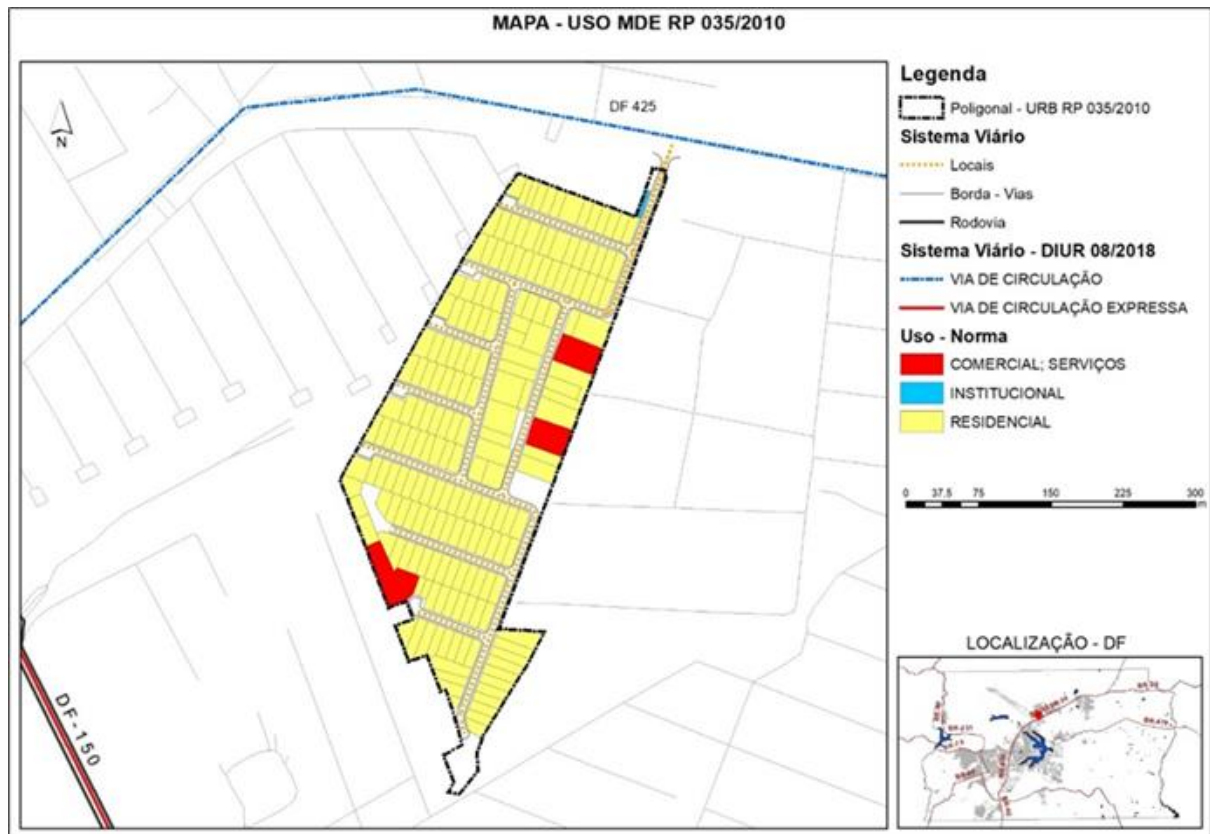 MAPA - USO MDE RP 035/2010
DF 425
N
DF-150
Legenda
Poligonal - URB RP 035/2010
Sistema Viário
Locais
Borda - Vias
Rodovia
Sistema Viário - DIUR 08/2018
VIA DE CIRCULAÇÃO
VIA DE CIRCULAÇÃO EXPRESSA
Uso - Norma
COMERCIAL; SERVIÇOS
INSTITUCIONAL
RESIDENCIAL
0 37.5 75 150 225 300
LOCALIZAÇÃO - DF